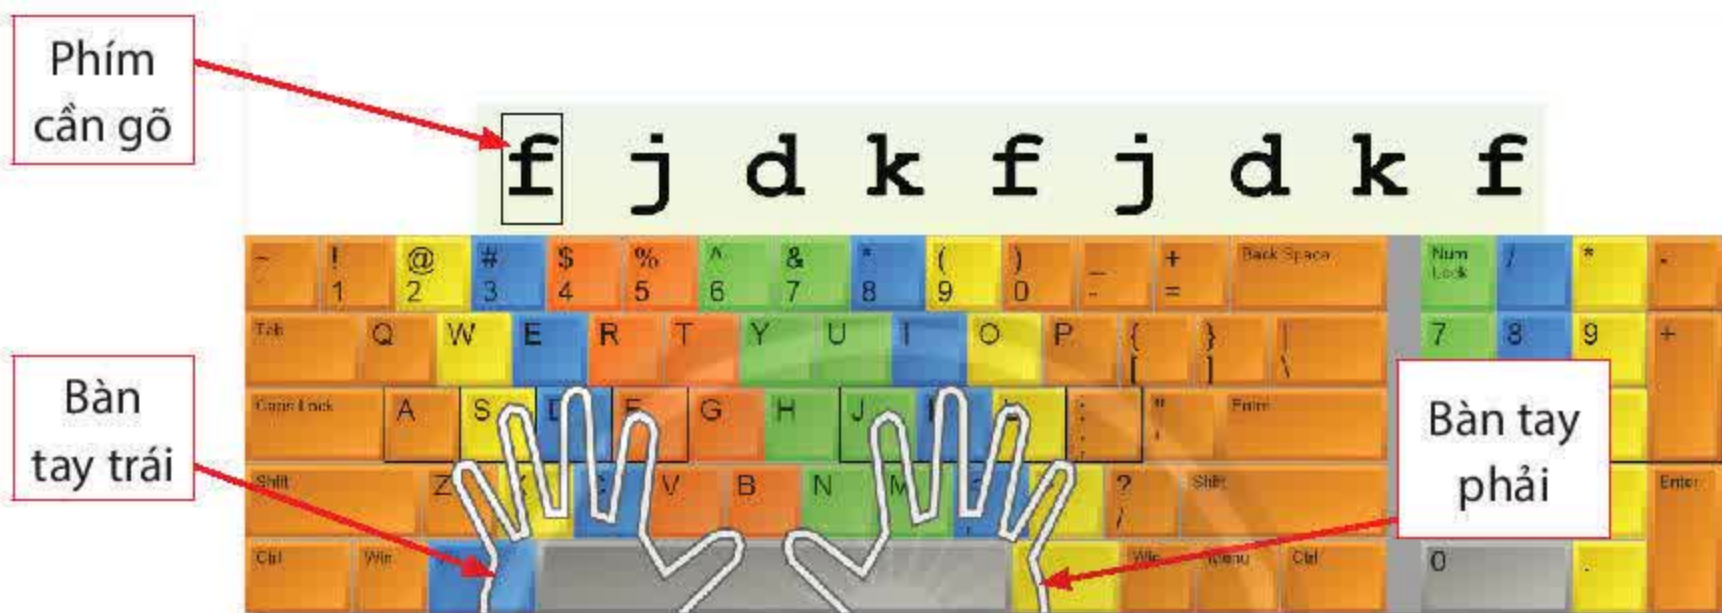 Phím
cần gõ
f j d k f j d k f
~ ! @ # $ % ^ & * ( ) _ + Back Space
1 2 3 4 5 6 7 8 9 0 - =
Num
Lock
/ * -
Tab Q W E R T Y U I O P { } |
[ ] \
7 8 9 +
Bàn
tay trái
Caps Lock A S D F G H J K L : " Enter
; '
Bàn tay
phải
Shift Z X C V B N M ? Shift
, /
Enter
Ctrl Win Win Menu Ctrl
0 .